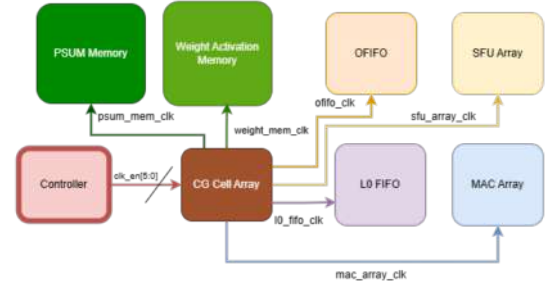 PSUM Memory
Weight Activation
Memory
OFIFO
SFU Array
psum_mem_clk
weight_mem_clk
ofifo_clk
sfu_array_clk
Controller
clk_en[5:0]
CG Cell Array
L0 FIFO
MAC Array
l0_fifo_clk
mac_array_clk